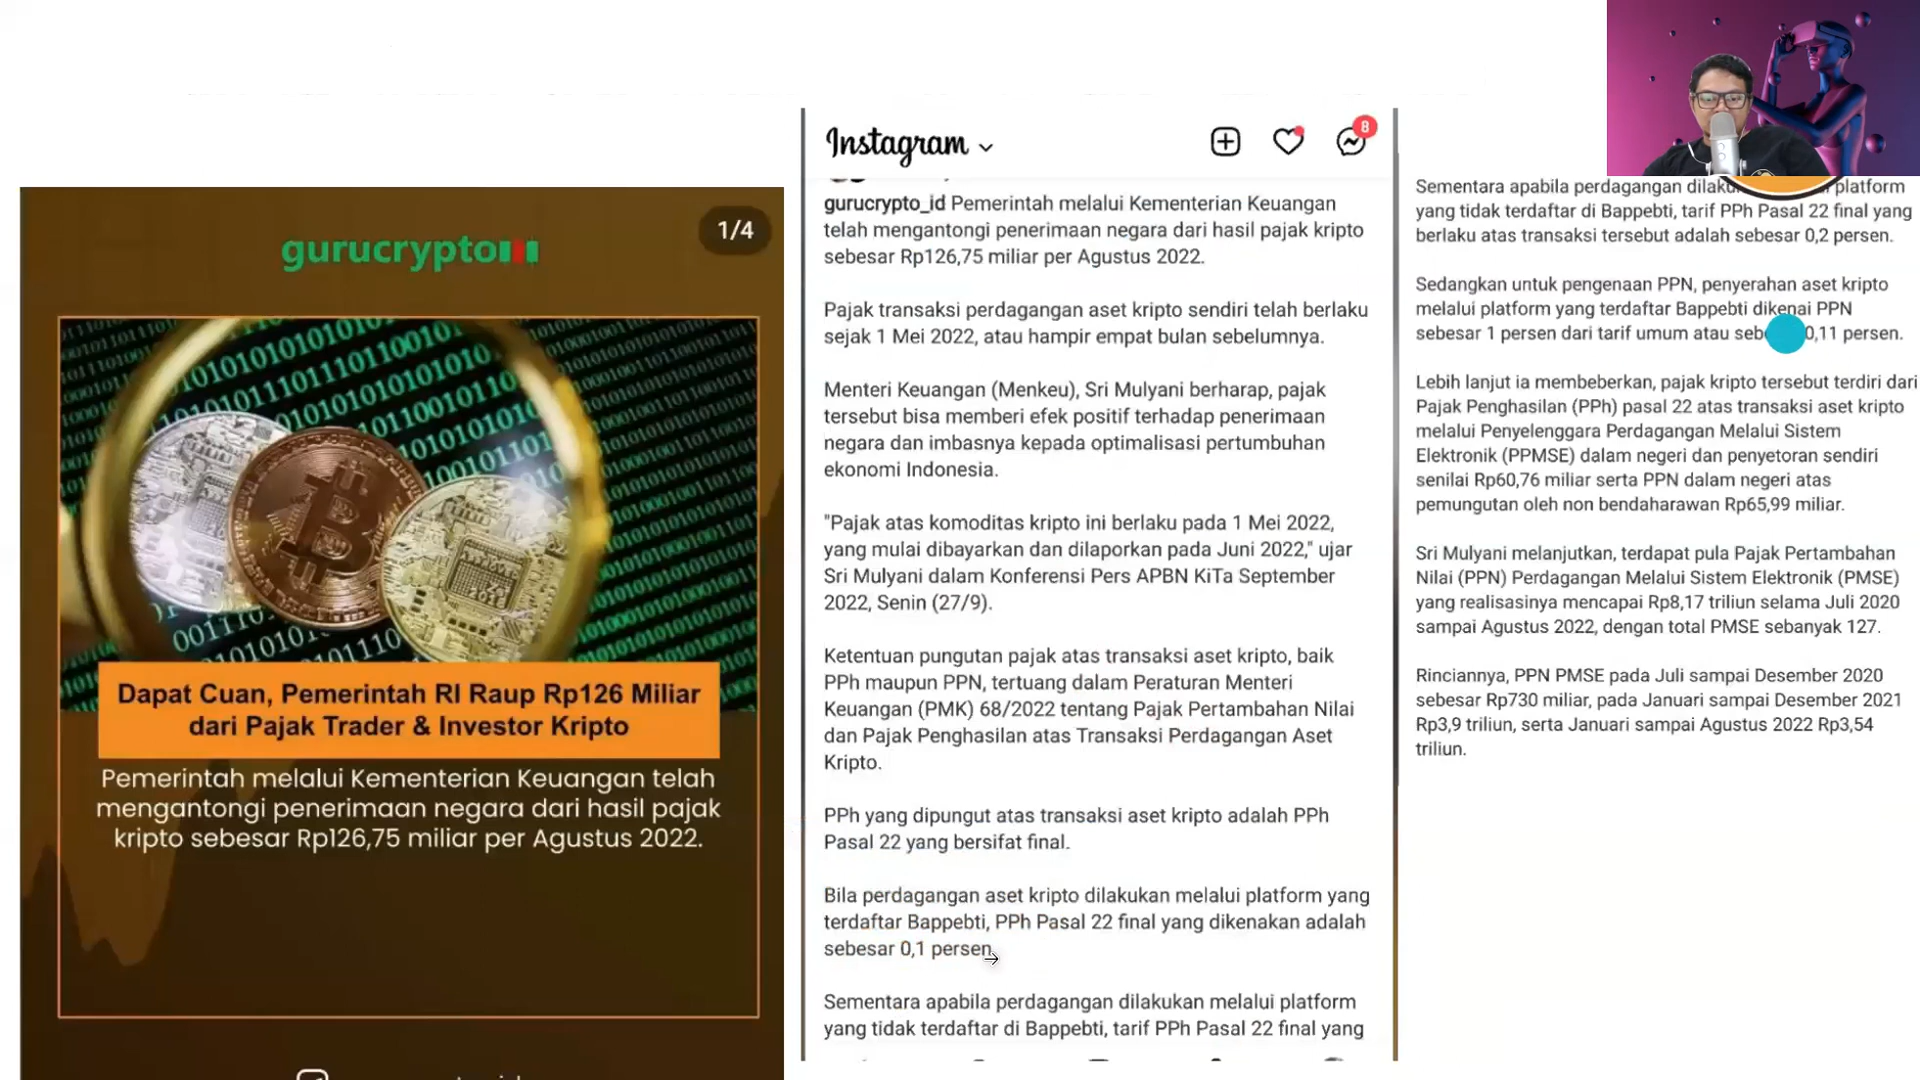 1/4
gurucrypto
Dapat Cuan, Pemerintah RI Raup Rp126 Miliar
dari Pajak Trader & Investor Kripto
Pemerintah melalui Kementerian Keuangan telah
mengantongi penerimaan negara dari hasil pajak
kripto sebesar Rp126,75 miliar per Agustus 2022.
Instagram
8
gurucrypto_id Pemerintah melalui Kementerian Keuangan
telah mengantongi penerimaan negara dari hasil pajak kripto
sebesar Rp126,75 miliar per Agustus 2022.
Pajak transaksi perdagangan aset kripto sendiri telah berlaku
sejak 1 Mei 2022, atau hampir empat bulan sebelumnya.
Menteri Keuangan (Menkeu), Sri Mulyani berharap, pajak
tersebut bisa memberi efek positif terhadap penerimaan
negara dan imbasnya kepada optimalisasi pertumbuhan
ekonomi Indonesia.
"Pajak atas komoditas kripto ini berlaku pada 1 Mei 2022,
yang mulai dibayarkan dan dilaporkan pada Juni 2022," ujar
Sri Mulyani dalam Konferensi Pers APBN KiTa September
2022, Senin (27/9).
Ketentuan pungutan pajak atas transaksi aset kripto, baik
PPh maupun PPN, tertuang dalam Peraturan Menteri
Keuangan (PMK) 68/2022 tentang Pajak Pertambahan Nilai
dan Pajak Penghasilan atas Transaksi Perdagangan Aset
Kripto.
PPh yang dipungut atas transaksi aset kripto adalah PPh
Pasal 22 yang bersifat final.
Bila perdagangan aset kripto dilakukan melalui platform yang
terdaftar Bappebti, PPh Pasal 22 final yang dikenakan adalah
sebesar 0,1 persen.
Sementara apabila perdagangan dilakukan melalui platform
yang tidak terdaftar di Bappebti, tarif PPh Pasal 22 final yang
Sementara apabila perdagangan platform
yang tidak terdaftar di Bappebti, tarif PPh Pasal 22 final yang
berlaku atas transaksi tersebut adalah sebesar 0,2 persen.
Sedangkan untuk pengenaan PPN, penyerahan aset kripto
melalui platform yang terdaftar Bappebti dikenai PPN
sebesar 1 persen dari tarif umum atau 0,11 persen.
Lebih lanjut ia membeberkan, pajak kripto tersebut terdiri dari
Pajak Penghasilan (PPh) pasal 22 atas transaksi aset kripto
melalui Penyelenggara Perdagangan Melalui Sistem
Elektronik (PPMSE) dalam negeri dan penyetoran sendiri
senilai Rp60,76 miliar serta PPN dalam negeri atas
pemungutan oleh non bendaharawan Rp65,99 miliar.
Sri Mulyani melanjutkan, terdapat pula Pajak Pertambahan
Nilai (PPN) Perdagangan Melalui Sistem Elektronik (PMSE)
yang realisasinya mencapai Rp8,17 triliun selama Juli 2020
sampai Agustus 2022, dengan total PMSE sebanyak 127.
Rinciannya, PPN PMSE pada Juli sampai Desember 2020
sebesar Rp730 miliar, pada Januari sampai Desember 2021
Rp3,9 triliun, serta Januari sampai Agustus 2022 Rp3,54
triliun.